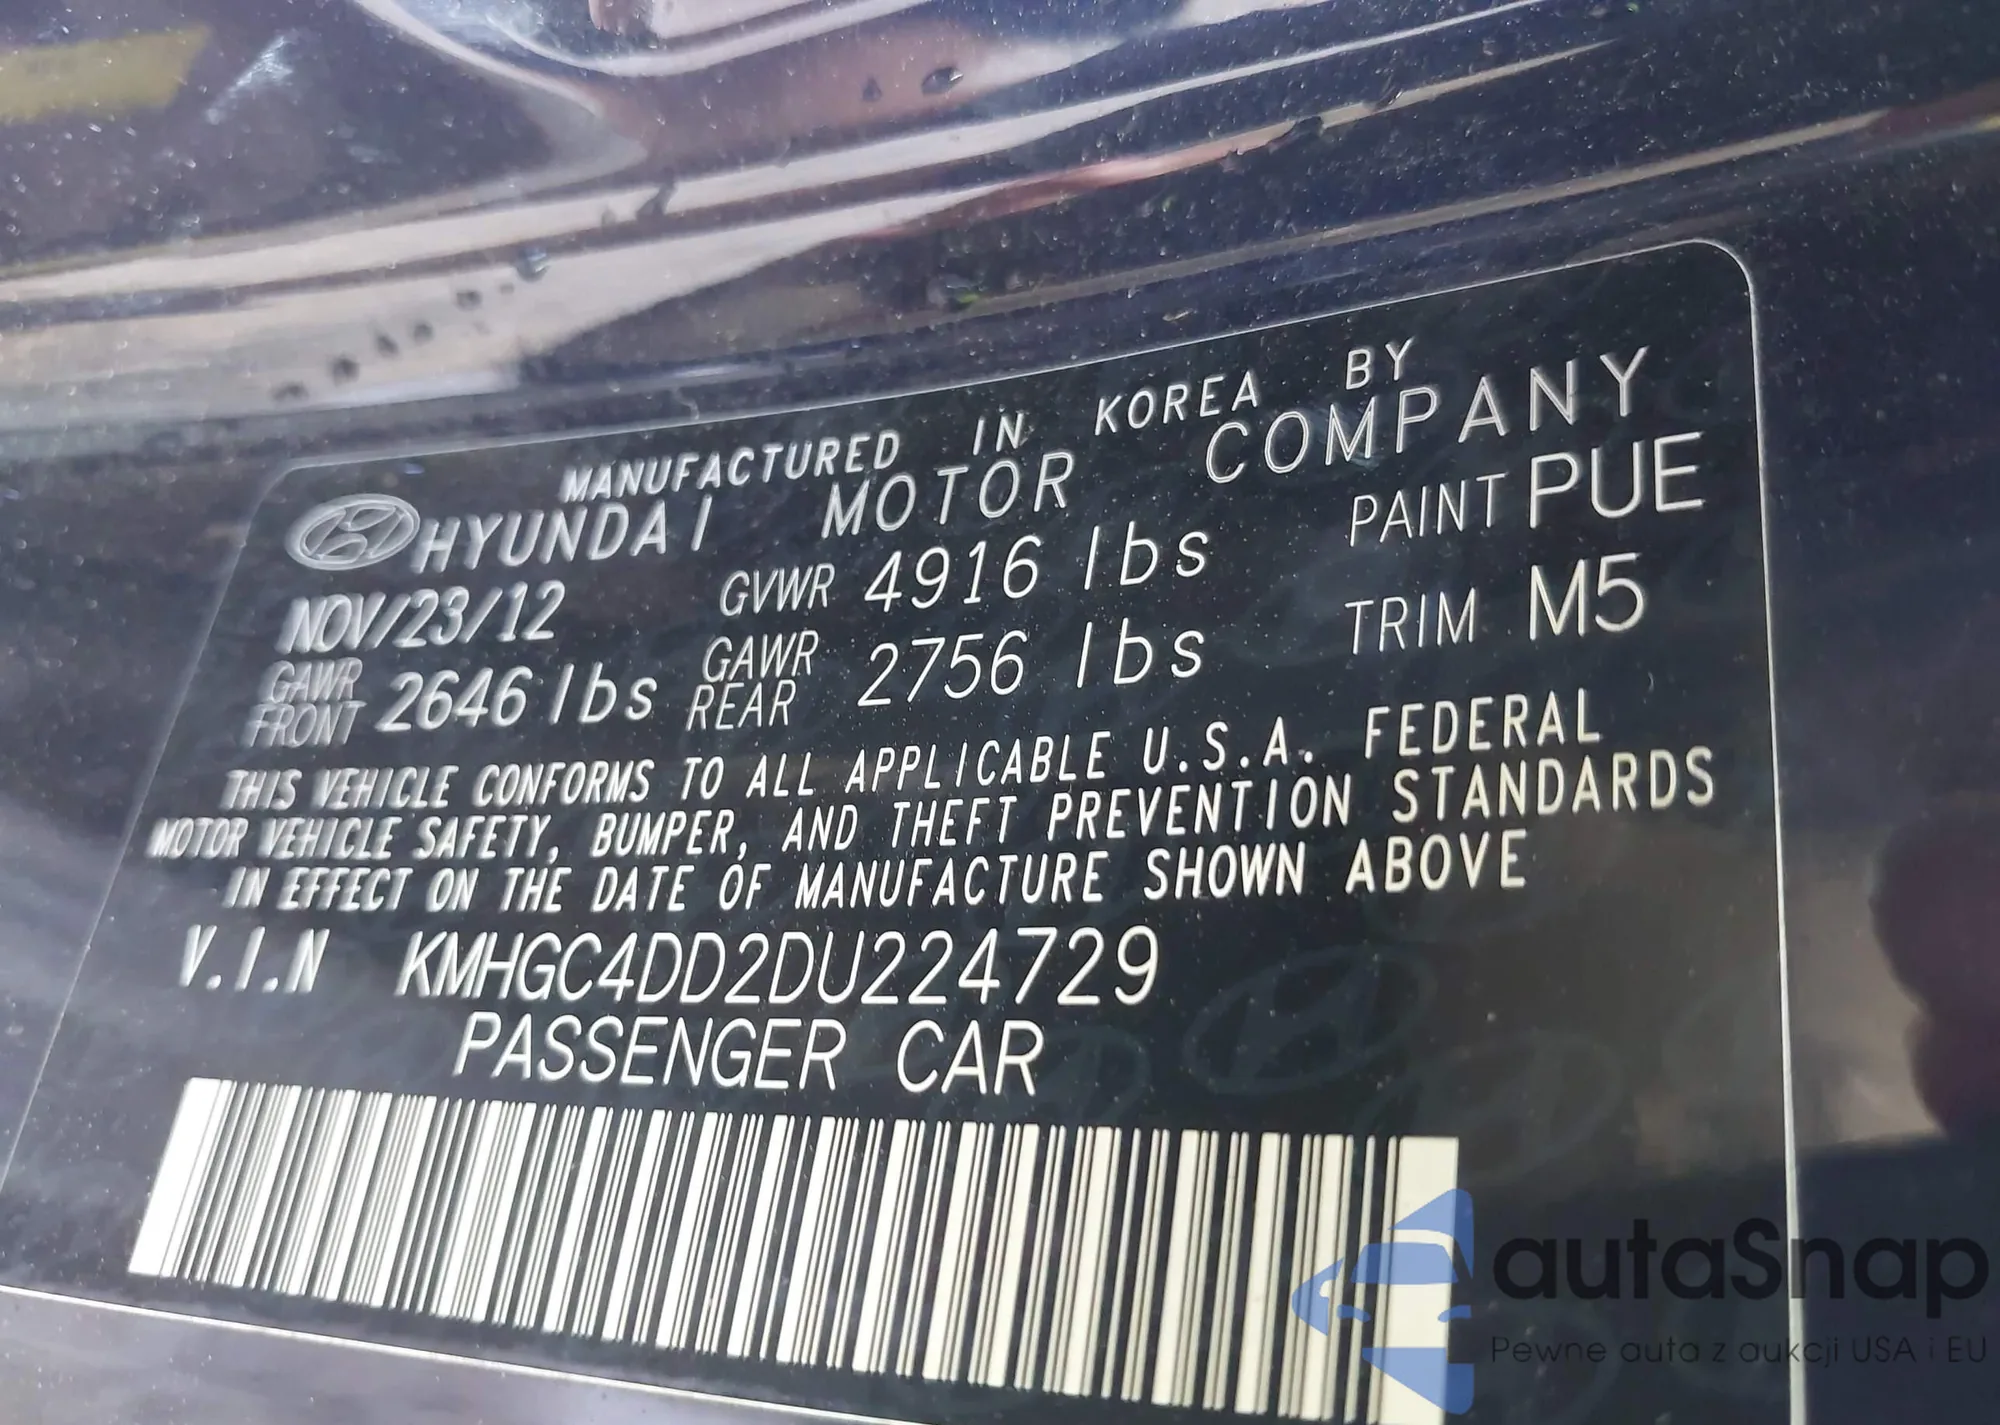 MANUFACTURED IN KOREA BY
HYUNDAI MOTOR COMPANY
NOV/23/12 GVWR 4916 lbs PAINT PUE
GAWR FRONT 2646 lbs GAWR REAR 2756 lbs TRIM M5
THIS VEHICLE CONFORMS TO ALL APPLICABLE U.S.A. FEDERAL
MOTOR VEHICLE SAFETY, BUMPER, AND THEFT PREVENTION STANDARDS
IN EFFECT ON THE DATE OF MANUFACTURE SHOWN ABOVE
V.I.N KMHGC4DD2DU224729
PASSENGER CAR
autaSnap
Pewne auta z aukcji USA i EU